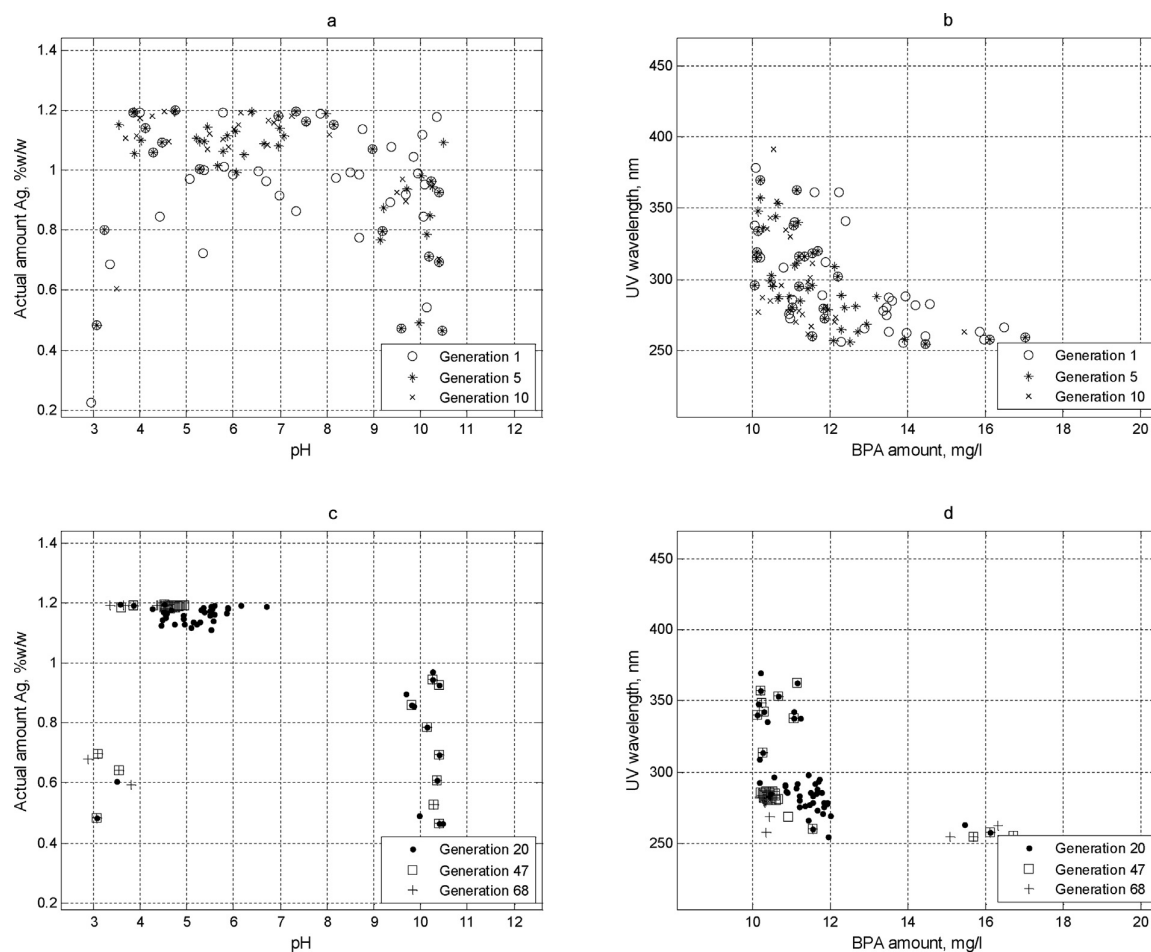 a
Actual amount Ag, %w/w
1.4
1.2
1
0.8
0.6
0.4
0.2
3 4 5 6 7 8 9 10 11 12
pH
Generation 1
Generation 5
Generation 10
b
UV wavelength, nm
450
400
350
300
250
10 12 14 16 18 20
BPA amount, mg/l
Generation 1
Generation 5
Generation 10
c
Actual amount Ag, %w/w
1.4
1.2
1
0.8
0.6
0.4
0.2
3 4 5 6 7 8 9 10 11 12
pH
Generation 20
Generation 47
Generation 68
d
UV wavelength, nm
450
400
350
300
250
10 12 14 16 18 20
BPA amount, mg/l
Generation 20
Generation 47
Generation 68